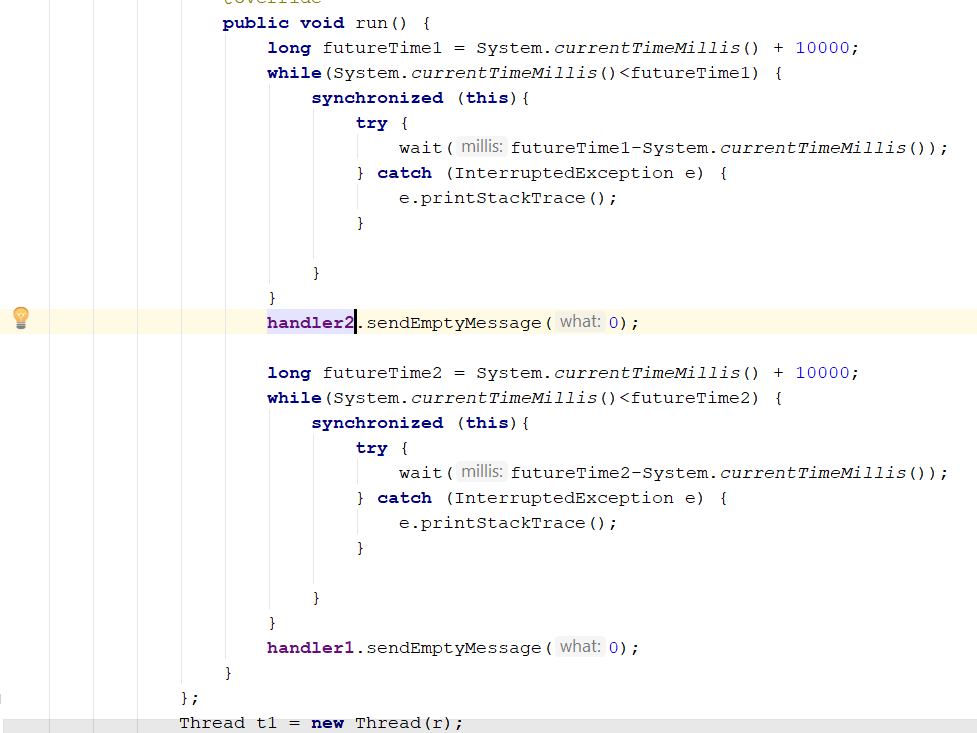 @Override
public void run() {
long futureTime1 = System.currentTimeMillis() + 10000;
while(System.currentTimeMillis()<futureTime1) {
synchronized (this){
try {
wait( millis: futureTime1-System.currentTimeMillis());
} catch (InterruptedException e) {
e.printStackTrace();
}
}
}
handler2.sendEmptyMessage( what: 0);
long futureTime2 = System.currentTimeMillis() + 10000;
while(System.currentTimeMillis()<futureTime2) {
synchronized (this){
try {
wait( millis: futureTime2-System.currentTimeMillis());
} catch (InterruptedException e) {
e.printStackTrace();
}
}
}
handler1.sendEmptyMessage( what: 0);
}
};
Thread t1 = new Thread(r);